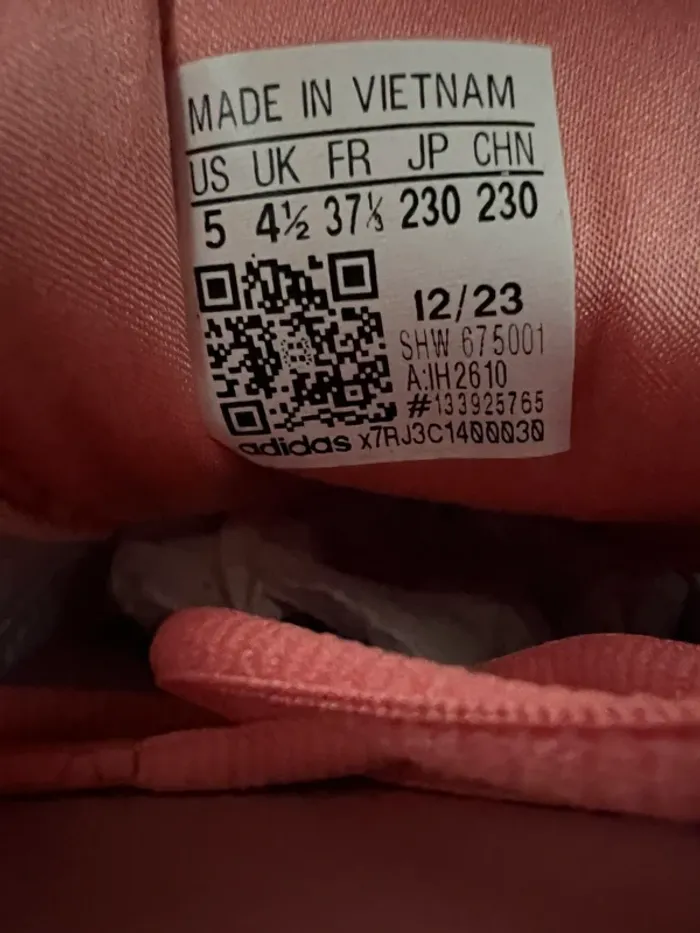 MADE IN VIETNAM
US UK FR JP CHN
5 4½ 37⅓ 230 230
12/23
SHW 675001
A:IH2610
#133925765
adidas x7RJ3C1400030